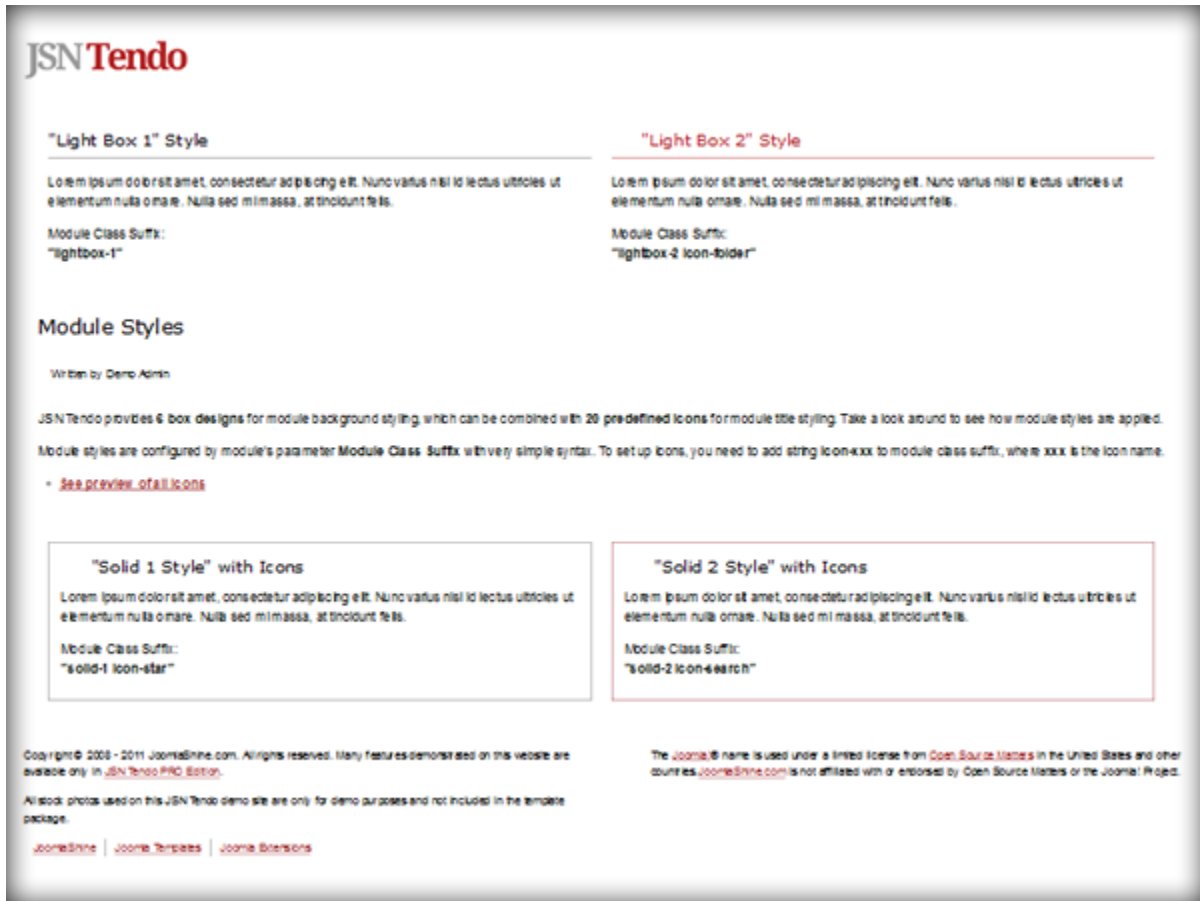 JSN Tendo
"Light Box 1" Style
Lorem ipsum dolor sit amet, consectetur adipiscing elit. Nunc varius nisl id lectus ultricies ut
elementum nulla ornare. Nulla sed mi massa, at tincidunt felis.
Module Class Suffix:
"lightbox-1"
"Light Box 2" Style
Lorem ipsum dolor sit amet, consectetur adipiscing elit. Nunc varius nisl id lectus ultricies ut
elementum nulla ornare. Nulla sed mi massa, at tincidunt felis.
Module Class Suffix:
"lightbox-2 icon-folder"
Module Styles
Written by Demo Admin
JSN Tendo provides 6 box designs for module background styling, which can be combined with 20 predefined icons for module title styling. Take a look around to see how module styles are applied.
Module styles are configured by module's parameter Module Class Suffix with very simple syntax. To set up icons, you need to add string icon-xxx to module class suffix, where xxx is the icon name.
See preview of all icons
"Solid 1 Style" with Icons
Lorem ipsum dolor sit amet, consectetur adipiscing elit. Nunc varius nisl id lectus ultricies ut
elementum nulla ornare. Nulla sed mi massa, at tincidunt felis.
Module Class Suffix:
"solid-1 icon-star"
"Solid 2 Style" with Icons
Lorem ipsum dolor sit amet, consectetur adipiscing elit. Nunc varius nisl id lectus ultricies ut
elementum nulla ornare. Nulla sed mi massa, at tincidunt felis.
Module Class Suffix:
"solid-2 icon-search"
Copyright © 2008 - 2011 JoomlaShine.com. All rights reserved. Many features demonstrated on this website are
available only in JSN Tendo PRO Edition.
All stock photos used on this JSN Tendo demo site are only for demo purposes and not included in the template
package.
JoomlaShine | Joomla Templates | Joomla Extensions
The Joomla!® name is used under a limited license from Open Source Matters in the United States and other
countries. JoomlaShine.com is not affiliated with or endorsed by Open Source Matters or the Joomla! Project.